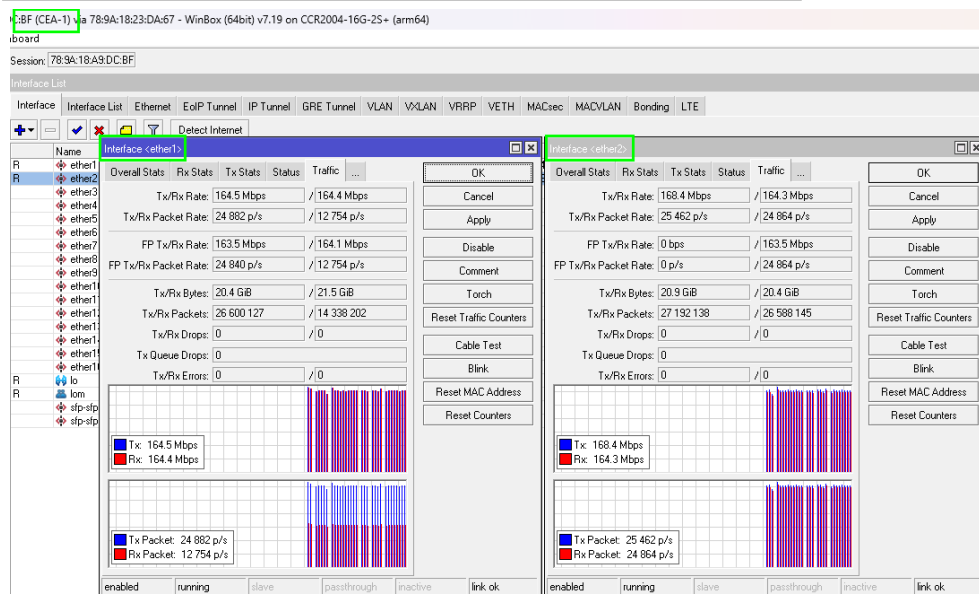 :BF (CEA-1) via 78:9A:18:23:DA:67 - WinBox (64bit) v7.19 on CCR2004-16G-2S+ (arm64)
board
Session: 78:9A:18:A9:DC:BF
Interface List
Interface Interface List Ethernet EoIP Tunnel IP Tunnel GRE Tunnel VLAN VXLAN VRRP VETH MACsec MACVLAN Bonding LTE
Detect Internet
Name
R ether1
R ether2
ether3
ether4
ether5
ether6
ether7
ether8
ether9
R lo
R lom
sfp-sfp
sfp-sfp
Interface <ether1>
Overall Stats Rx Stats Tx Stats Status Traffic ...
Tx/Rx Rate: 164.5 Mbps / 164.4 Mbps
Tx/Rx Packet Rate: 24 882 p/s / 12 754 p/s
FP Tx/Rx Rate: 163.5 Mbps / 164.1 Mbps
FP Tx/Rx Packet Rate: 24 840 p/s / 12 754 p/s
Tx/Rx Bytes: 20.4 GiB / 21.5 GiB
Tx/Rx Packets: 26 600 127 / 14 338 202
Tx/Rx Drops: 0 / 0
Tx Queue Drops: 0
Tx/Rx Errors: 0 / 0
Tx: 164.5 Mbps
Rx: 164.4 Mbps
Tx Packet: 24 882 p/s
Rx Packet: 12 754 p/s
OK
Cancel
Apply
Disable
Comment
Torch
Reset Traffic Counters
Cable Test
Blink
Reset MAC Address
Reset Counters
enabled running slave passthrough inactive link ok
Interface <ether2>
Overall Stats Rx Stats Tx Stats Status Traffic ...
Tx/Rx Rate: 168.4 Mbps / 164.3 Mbps
Tx/Rx Packet Rate: 25 462 p/s / 24 864 p/s
FP Tx/Rx Rate: 0 bps / 163.5 Mbps
FP Tx/Rx Packet Rate: 0 p/s / 24 864 p/s
Tx/Rx Bytes: 20.9 GiB / 20.4 GiB
Tx/Rx Packets: 27 192 138 / 26 588 145
Tx/Rx Drops: 0 / 0
Tx Queue Drops: 0
Tx/Rx Errors: 0 / 0
Tx: 168.4 Mbps
Rx: 164.3 Mbps
Tx Packet: 25 462 p/s
Rx Packet: 24 864 p/s
OK
Cancel
Apply
Disable
Comment
Torch
Reset Traffic Counters
Cable Test
Blink
Reset MAC Address
Reset Counters
enabled running slave passthrough inactive link ok